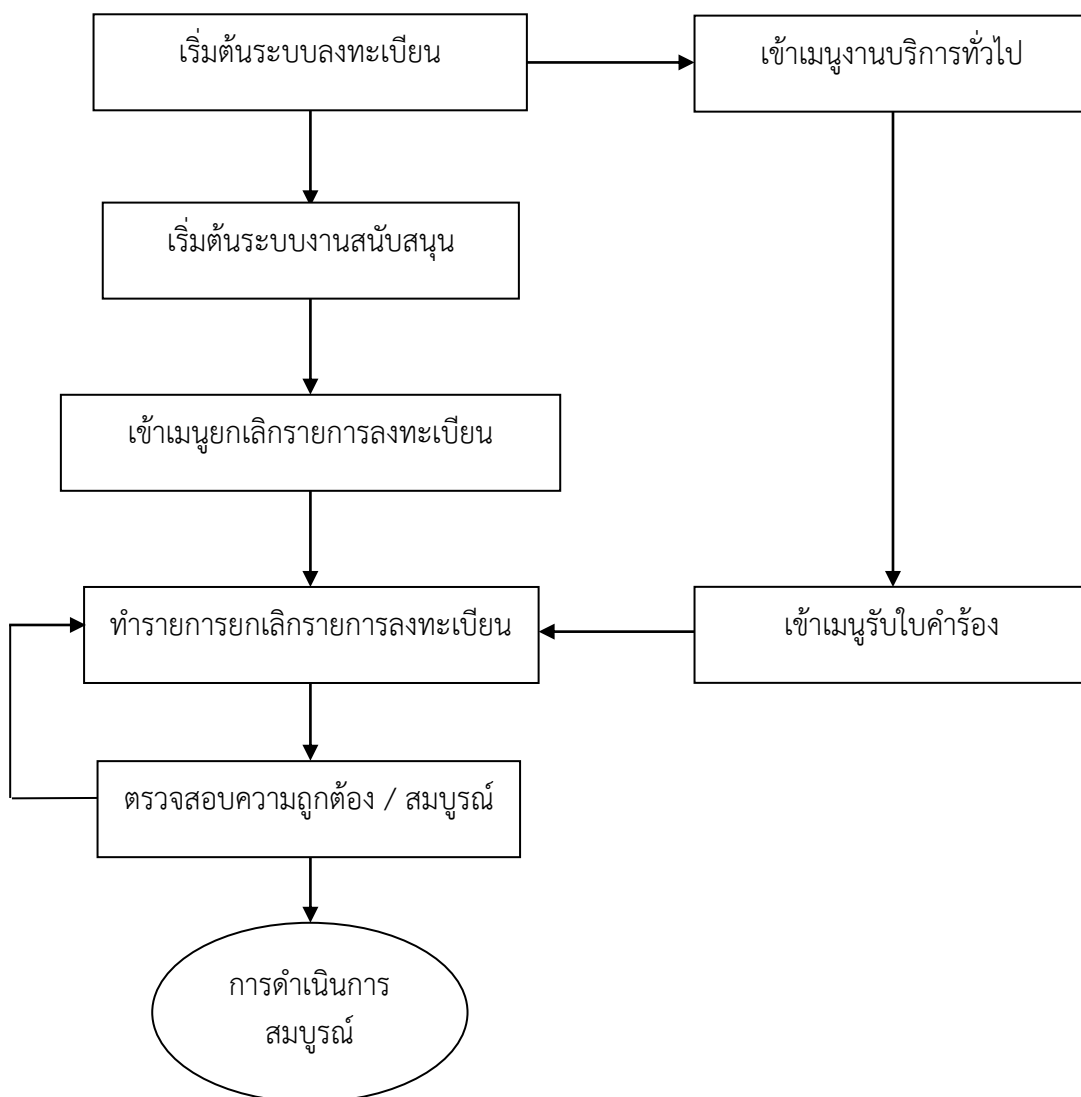 เริ่มต้นระบบลงทะเบียน
เข้าเมนูงานบริการทั่วไป
เริ่มต้นระบบงานสนับสนุน
เข้าเมนูยกเลิกรายการลงทะเบียน
ทำรายการยกเลิกรายการลงทะเบียน
เข้าเมนูรับใบคำร้อง
ตรวจสอบความถูกต้อง / สมบูรณ์
การดำเนินการ
สมบูรณ์